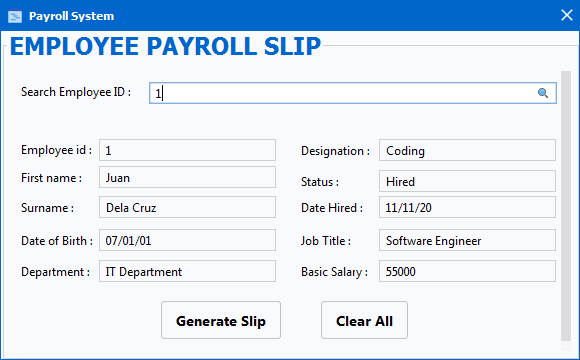 Payroll System
EMPLOYEE PAYROLL SLIP
Search Employee ID : 1
Employee id : 1
First name : Juan
Surname : Dela Cruz
Date of Birth : 07/01/01
Department : IT Department
Designation : Coding
Status : Hired
Date Hired : 11/11/20
Job Title : Software Engineer
Basic Salary : 55000
Generate Slip
Clear All